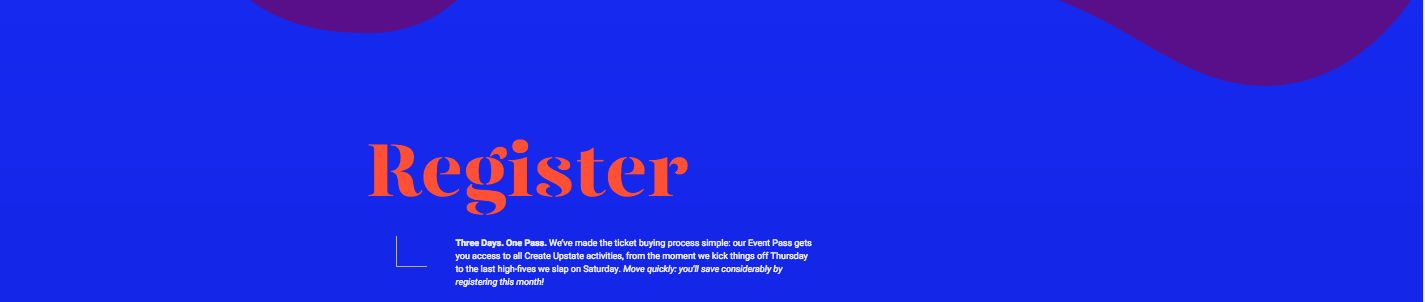 Register
Three Days. One Pass. We've made the ticket buying process simple: our Event Pass gets
you access to all Create Upstate activities, from the moment we kick things off Thursday
to the last high-fives we slap on Saturday. Move quickly: you'll save considerably by
registering this month!